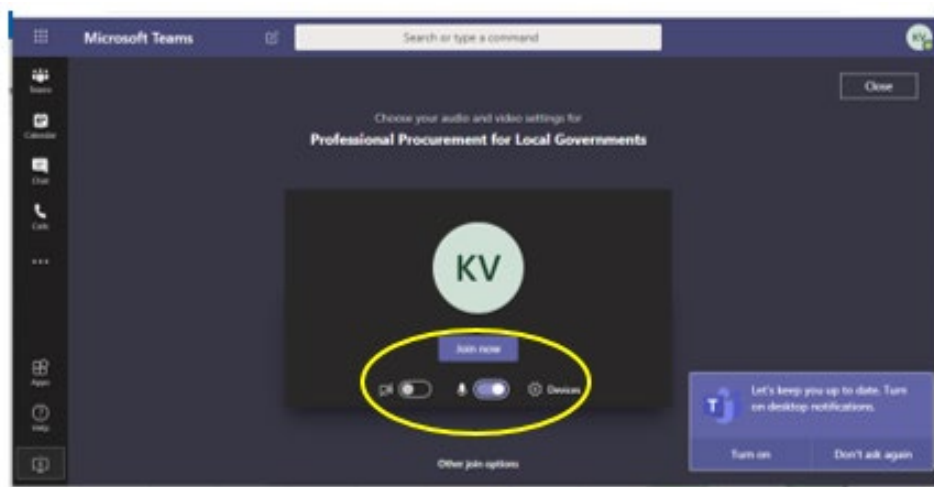 Microsoft Teams
Search or type a command
KV
Teams
Close
Calendar
Choose your audio and video settings for
Professional Procurement for Local Governments
Chat
Calls
KV
Join now
Devices
Apps
Let's keep you up to date. Turn
on desktop notifications.
Help
Turn on
Don't ask again
Other join options